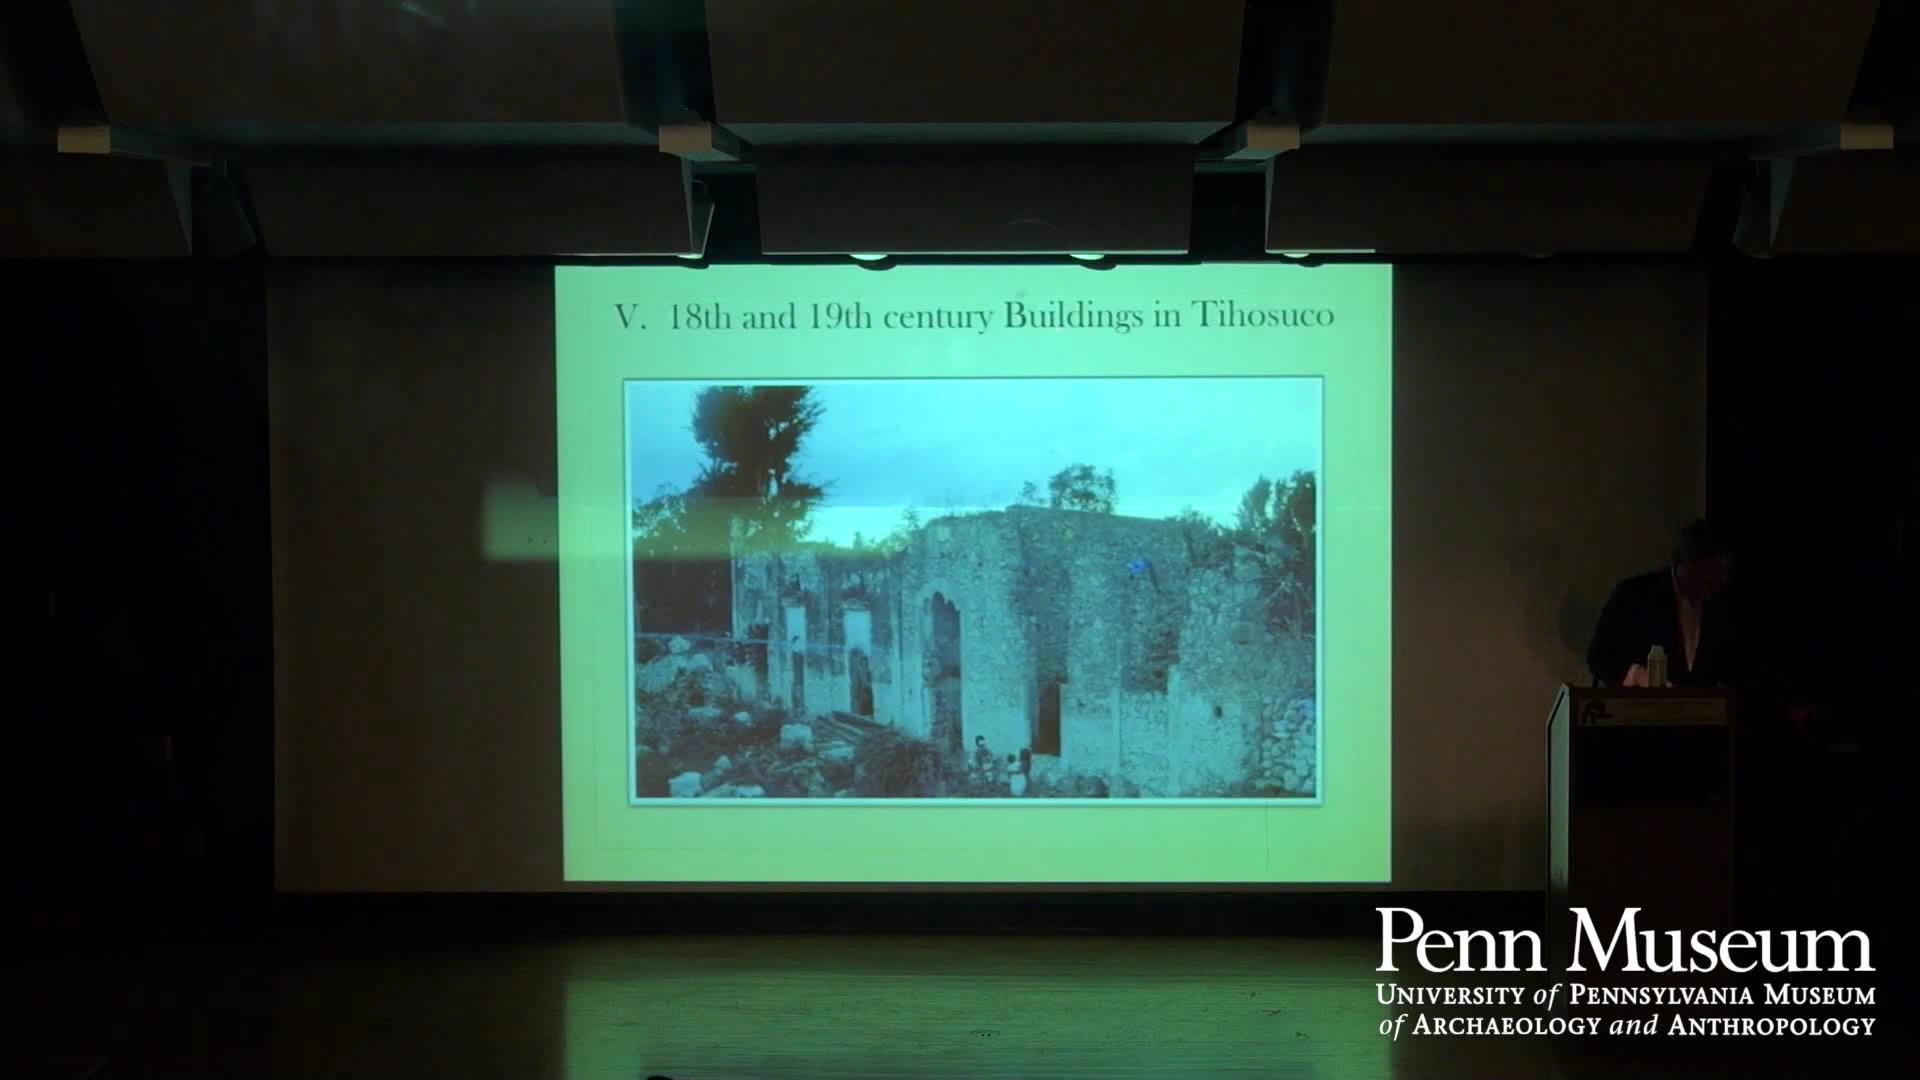 V. 18th and 19th century Buildings in Tihosuco
Penn Museum
UNIVERSITY of PENNSYLVANIA MUSEUM
of ARCHAEOLOGY and ANTHROPOLOGY